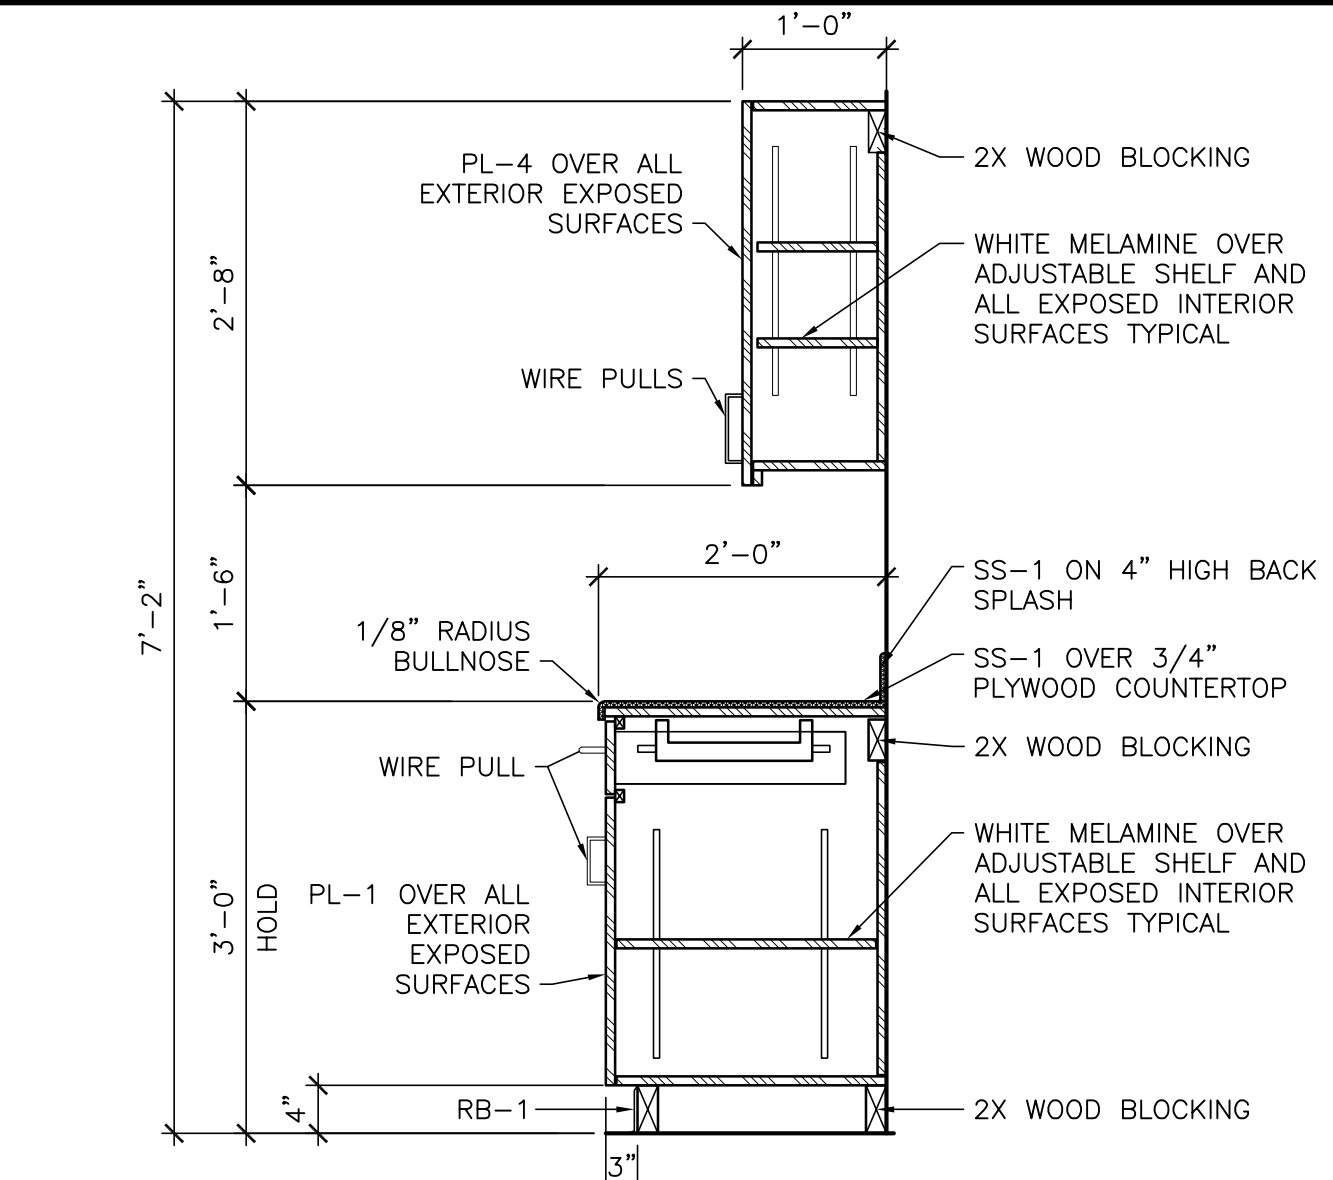 1'-0"
PL-4 OVER ALL
EXTERIOR EXPOSED
SURFACES
2X WOOD BLOCKING
WHITE MELAMINE OVER
ADJUSTABLE SHELF AND
ALL EXPOSED INTERIOR
SURFACES TYPICAL
2'-8"
WIRE PULLS
2'-0"
SS-1 ON 4" HIGH BACK
SPLASH
7'-2"
1'-6"
1/8" RADIUS
BULLNOSE
SS-1 OVER 3/4"
PLYWOOD COUNTERTOP
2X WOOD BLOCKING
WIRE PULL
WHITE MELAMINE OVER
ADJUSTABLE SHELF AND
ALL EXPOSED INTERIOR
SURFACES TYPICAL
3'-0"
HOLD
PL-1 OVER ALL
EXTERIOR
EXPOSED
SURFACES
4"
RB-1
2X WOOD BLOCKING
3"